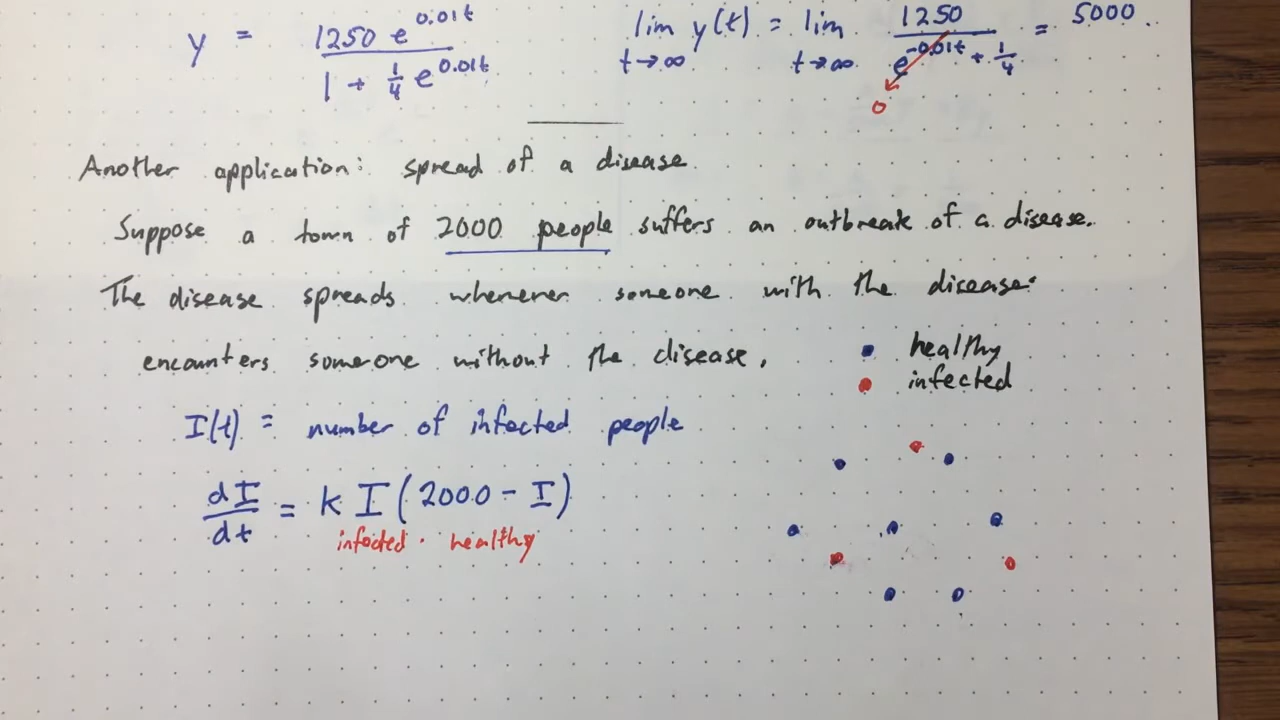 y = 1250 e^0.01t / 1 + 1/4 e^0.01t
lim t→∞ y(t) = lim t→∞ 1250 / e^-0.01t + 1/4 = 5000.
0
Another application: spread of a disease.
Suppose a town of 2000 people suffers an outbreak of a disease.
The disease spreads whenever someone with the disease
encounters someone without the disease.
healthy
infected
I(t) = number of infected people
dI/dt = k I (2000 - I)
infected · healthy